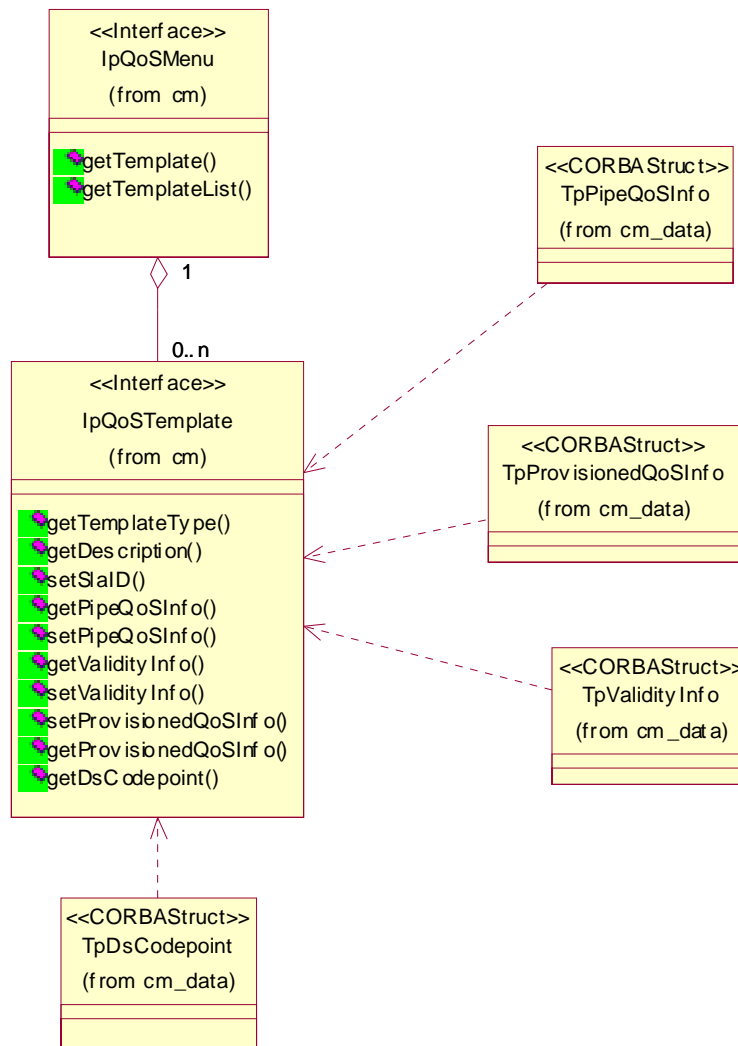 <<Interface>>
IpQoSMenu
(from cm)
getTemplate()
getTemplateList()
1
0..n
<<Interface>>
IpQoSTemplate
(from cm)
getTemplateType()
getDescription()
setSlaID()
getPipeQoSInfo()
setPipeQoSInfo()
getValidityInfo()
setValidityInfo()
setProvisionedQoSInfo()
getProvisionedQoSInfo()
getDsCodepoint()
<<CORBAStruct>>
TpPipeQoSInfo
(from cm_data)
<<CORBAStruct>>
TpProvisionedQoSInfo
(from cm_data)
<<CORBAStruct>>
TpValidityInfo
(from cm_data)
<<CORBAStruct>>
TpDsCodepoint
(from cm_data)